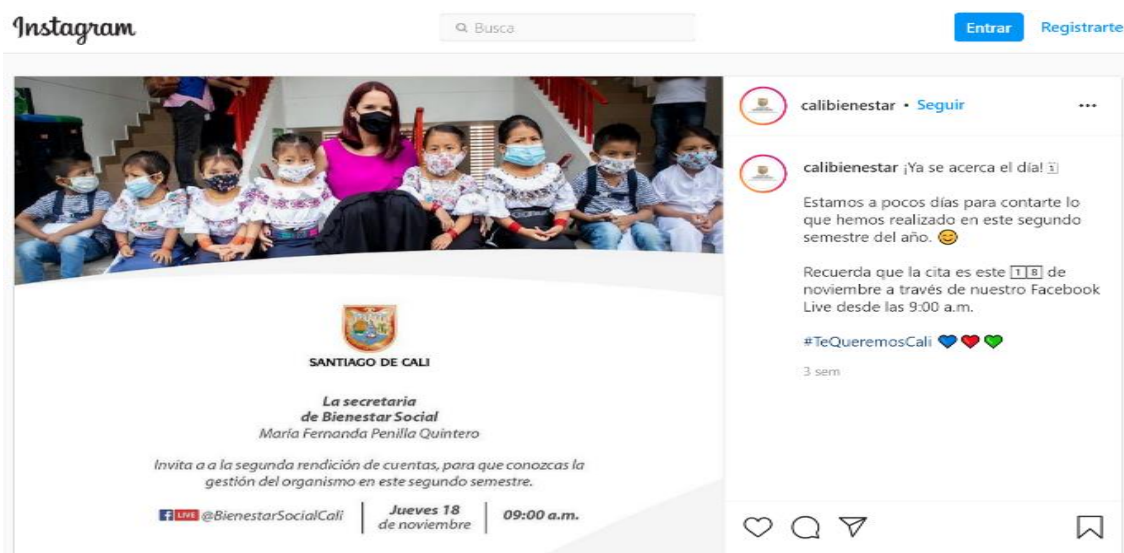 Instagram
Busca
Entrar
Registrarte
calibienestar • Seguir
calibienestar ¡Ya se acerca el día! 1
Estamos a pocos días para contarte lo
que hemos realizado en este segundo
semestre del año. 😊
Recuerda que la cita es este 18 de
noviembre a través de nuestro Facebook
Live desde las 9:00 a.m.
#TeQueremosCali 💙❤️💚
3 sem
SANTIAGO DE CALI
La secretaria
de Bienestar Social
María Fernanda Penilla Quintero
Invita a a la segunda rendición de cuentas, para que conozcas la
gestión del organismo en este segundo semestre.
f LIVE @BienestarSocialCali
Jueves 18
de noviembre
09:00 a.m.